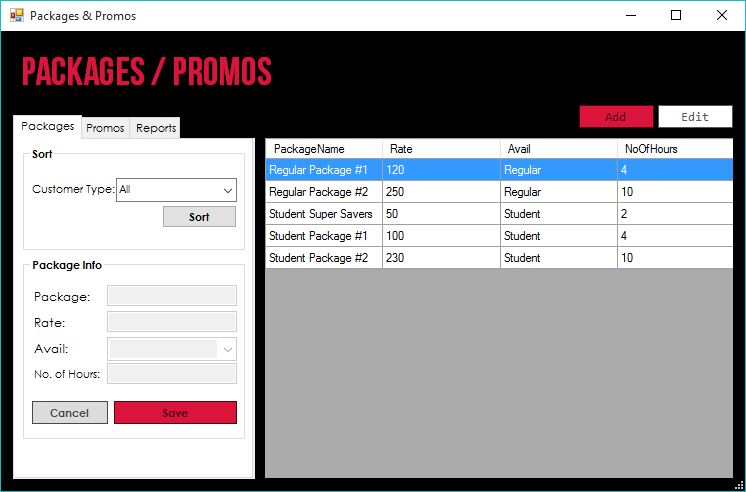 Packages & Promos
PACKAGES / PROMOS
Add Edit
Packages Promos Reports
Sort
Customer Type: All
Sort
Package Info
Package:
Rate:
Avail:
No. of Hours:
Cancel Save
PackageName Rate Avail NoOfHours
Regular Package #1 120 Regular 4
Regular Package #2 250 Regular 10
Student Super Savers 50 Student 2
Student Package #1 100 Student 4
Student Package #2 230 Student 10